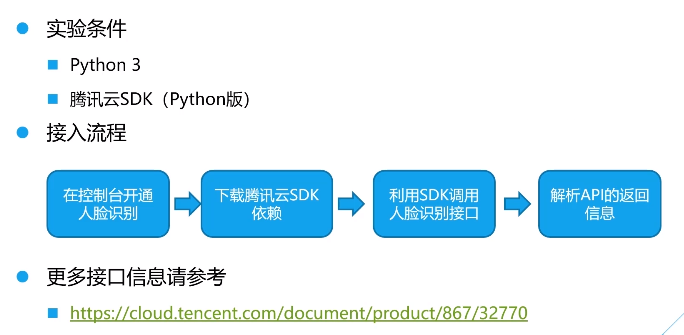 实验条件
Python 3
腾讯云SDK（Python版）
接入流程
在控制台开通
人脸识别
下载腾讯云SDK
依赖
利用SDK调用
人脸识别接口
解析API的返回
信息
更多接口信息请参考
https://cloud.tencent.com/document/product/867/32770